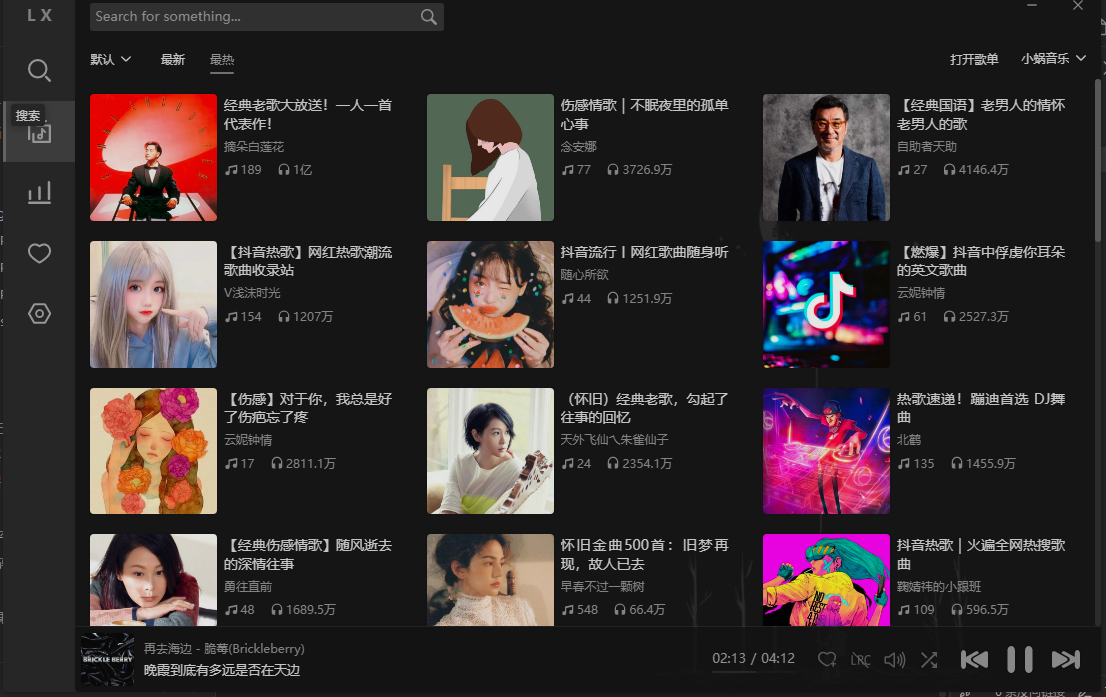 LX
Search for something...
默认
最新
最热
打开歌单
小蜗音乐
搜索
经典老歌大放送！一人一首
代表作！
摘朵白莲花
189
1亿
伤感情歌 | 不眠夜里的孤单
心事
念安娜
77
3726.9万
【经典国语】老男人的情怀
老男人的歌
自助者天助
27
4146.4万
【抖音热歌】网红热歌潮流
歌曲收录站
V浅沫时光
154
1207万
抖音流行丨网红歌曲随身听
随心所欲
44
1251.9万
【燃爆】抖音中俘虏你耳朵
的英文歌曲
云妮钟情
61
2527.3万
【伤感】对于你，我总是好
了伤疤忘了疼
云妮钟情
17
2811.1万
（怀旧）经典老歌，勾起了
往事的回忆
天外飞仙乀朱雀仙子
24
2354.1万
热歌速递！蹦迪首选 DJ舞
曲
北鹤
135
1455.9万
【经典伤感情歌】随风逝去
的深情往事
勇往直前
48
1689.5万
怀旧金曲500首：旧梦再
现，故人已去
早春不过一颗树
548
66.4万
抖音热歌 | 火遍全网热搜歌
曲
鞠婧祎的小跟班
109
596.5万
BRICKLE BERRY
再去海边 - 脆莓(Brickleberry)
晚霞到底有多远是否在天边
02:13 / 04:12
LRC